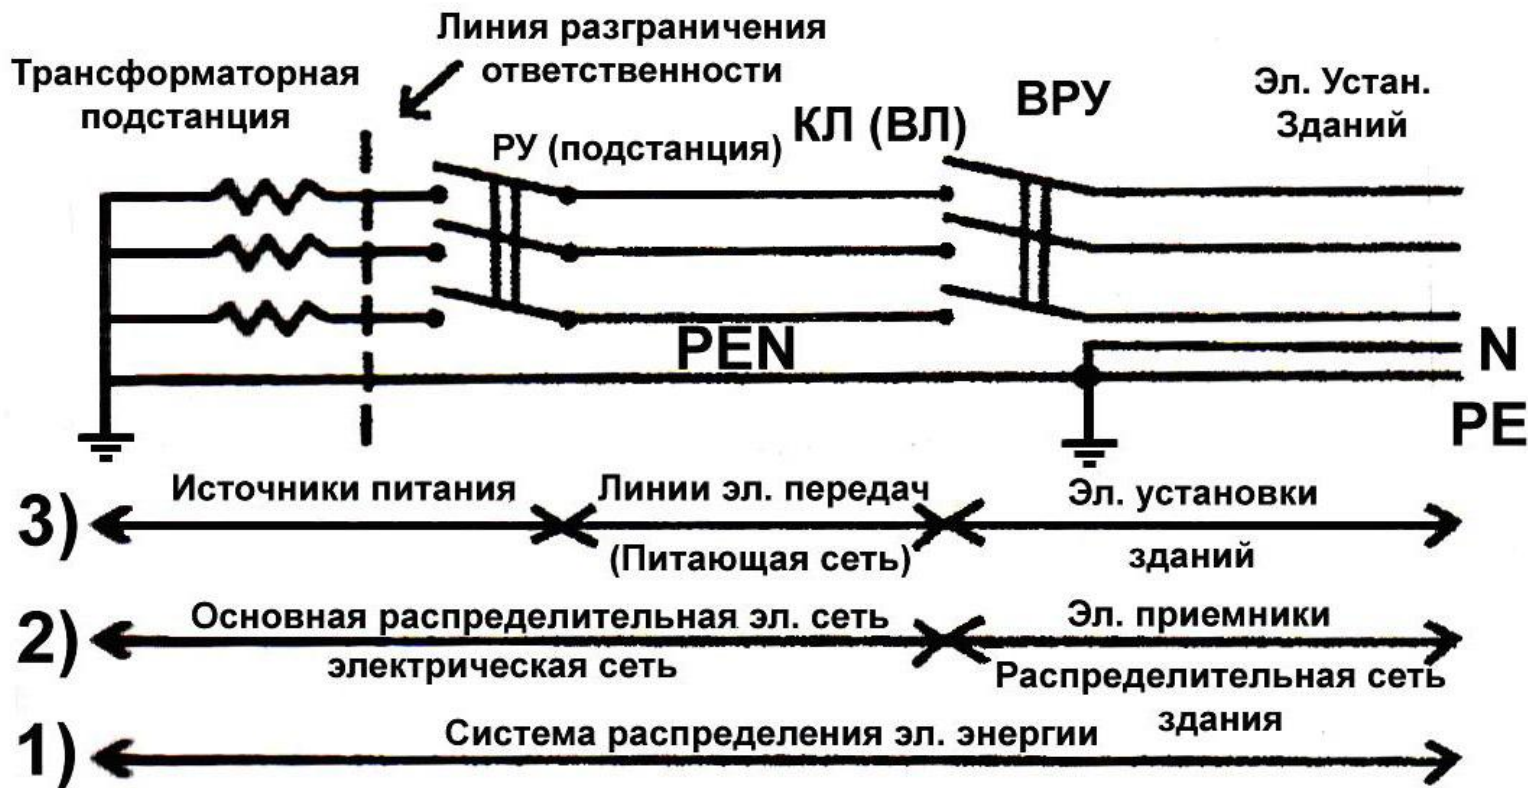 Линия разграничения
ответственности
Трансформаторная
подстанция
РУ (подстанция)
КЛ (ВЛ)
ВРУ
Эл. Устан.
Зданий
PEN
N
PE
3)
Источники питания
Линии эл. передач
(Питающая сеть)
Эл. установки
зданий
2)
Основная распределительная эл. сеть
электрическая сеть
Эл. приемники
Распределительная сеть
здания
1)
Система распределения эл. энергии